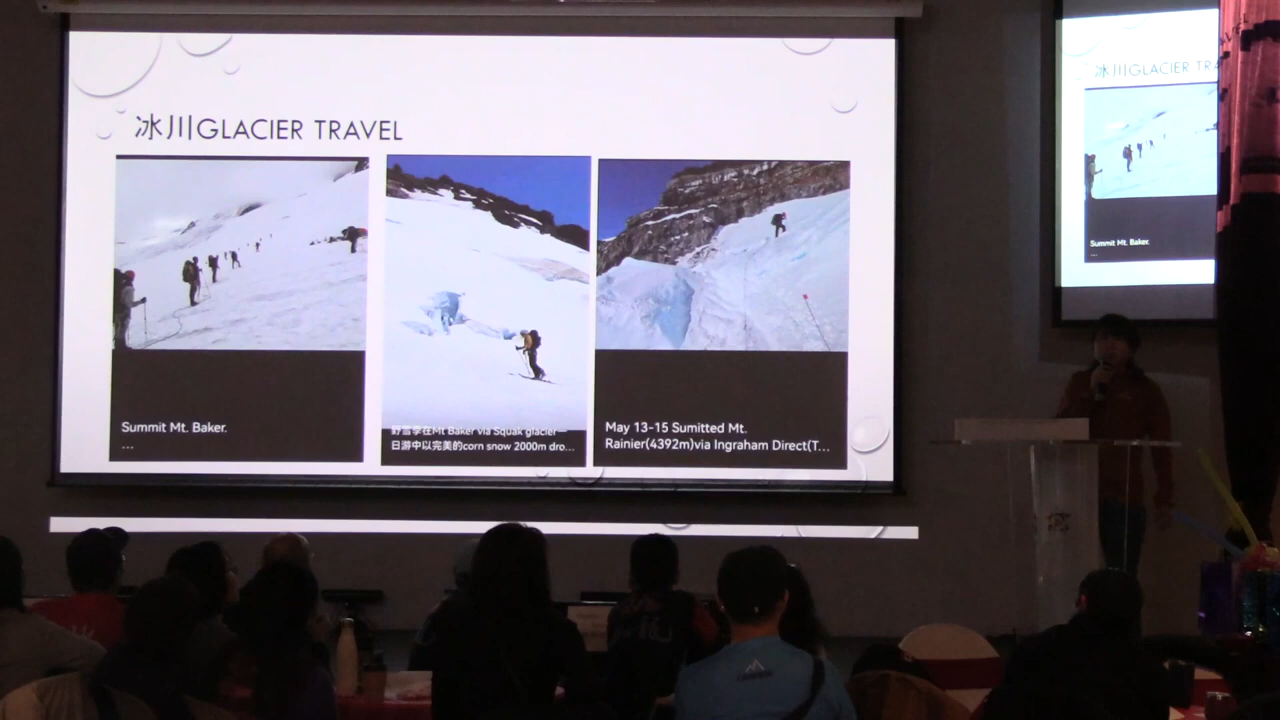 冰川GLACIER TRAVEL
Summit Mt. Baker.
...
野雪季在Mt Baker via Squak glacier一
日游中以完美的corn snow 2000m dro...
May 13-15 Sumitted Mt.
Rainier(4392m)via Ingraham Direct(T...
冰川GLACIER TRA
Summit Mt. Baker.
...